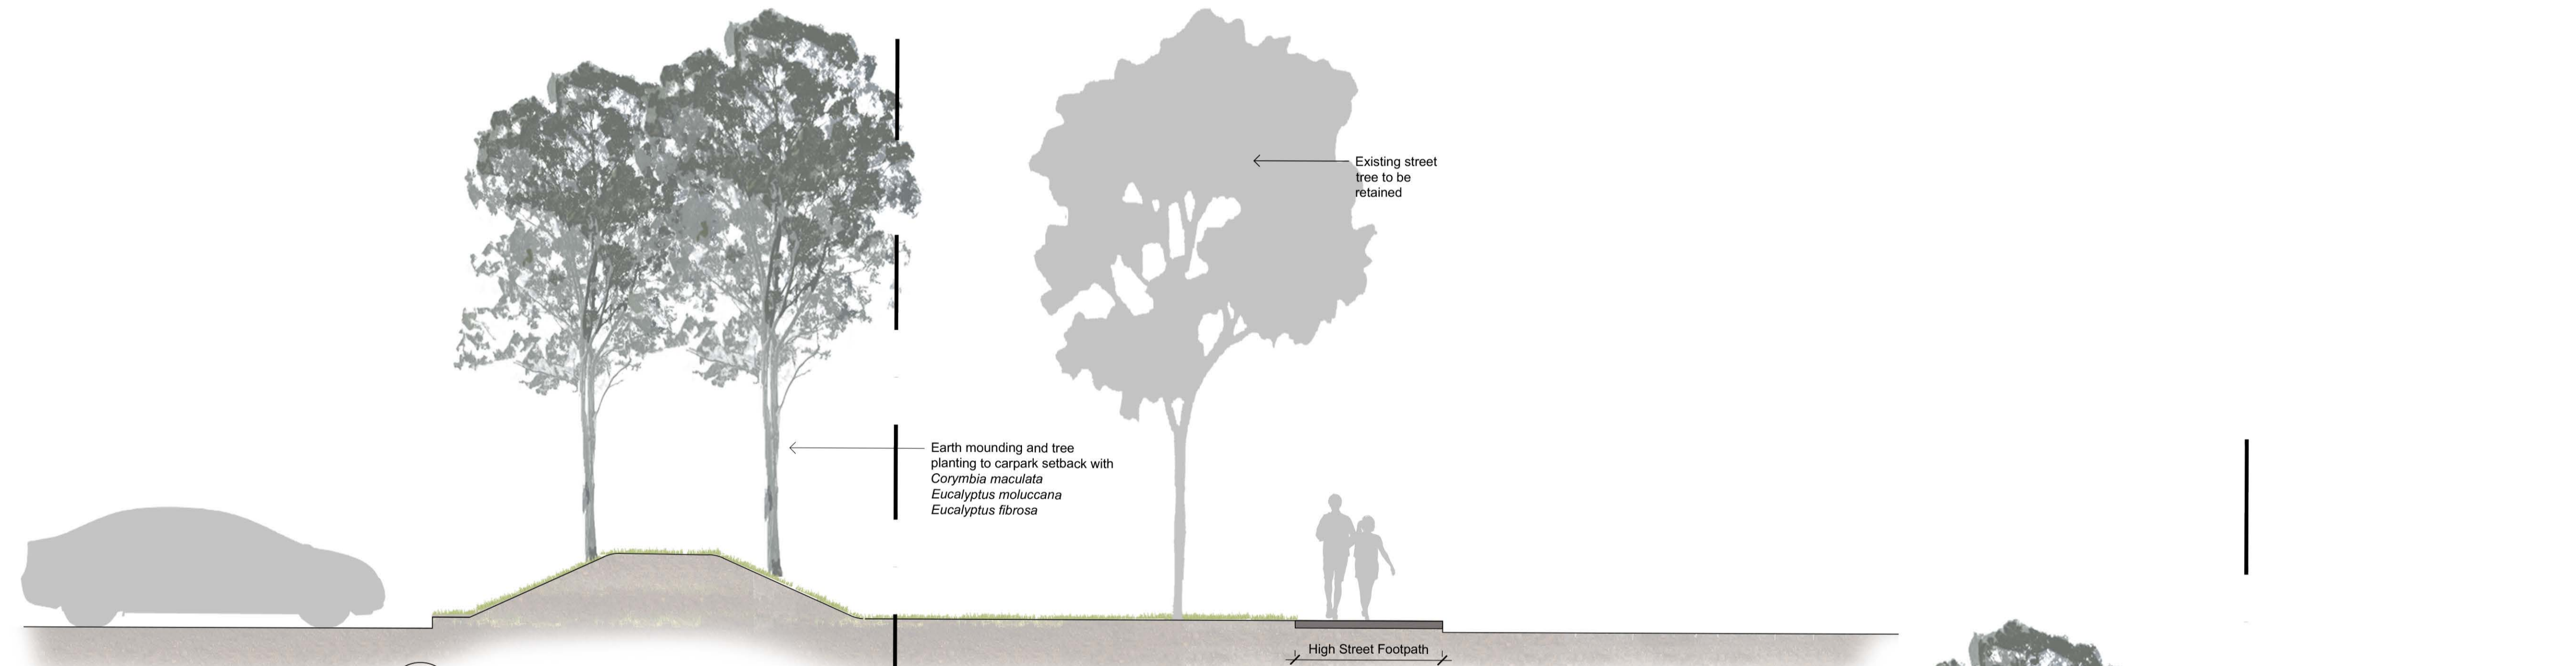 Existing street
tree to be
retained
Earth mounding and tree
planting to carpark setback with
Corymbia maculata
Eucalyptus moluccana
Eucalyptus fibrosa
High Street Footpath